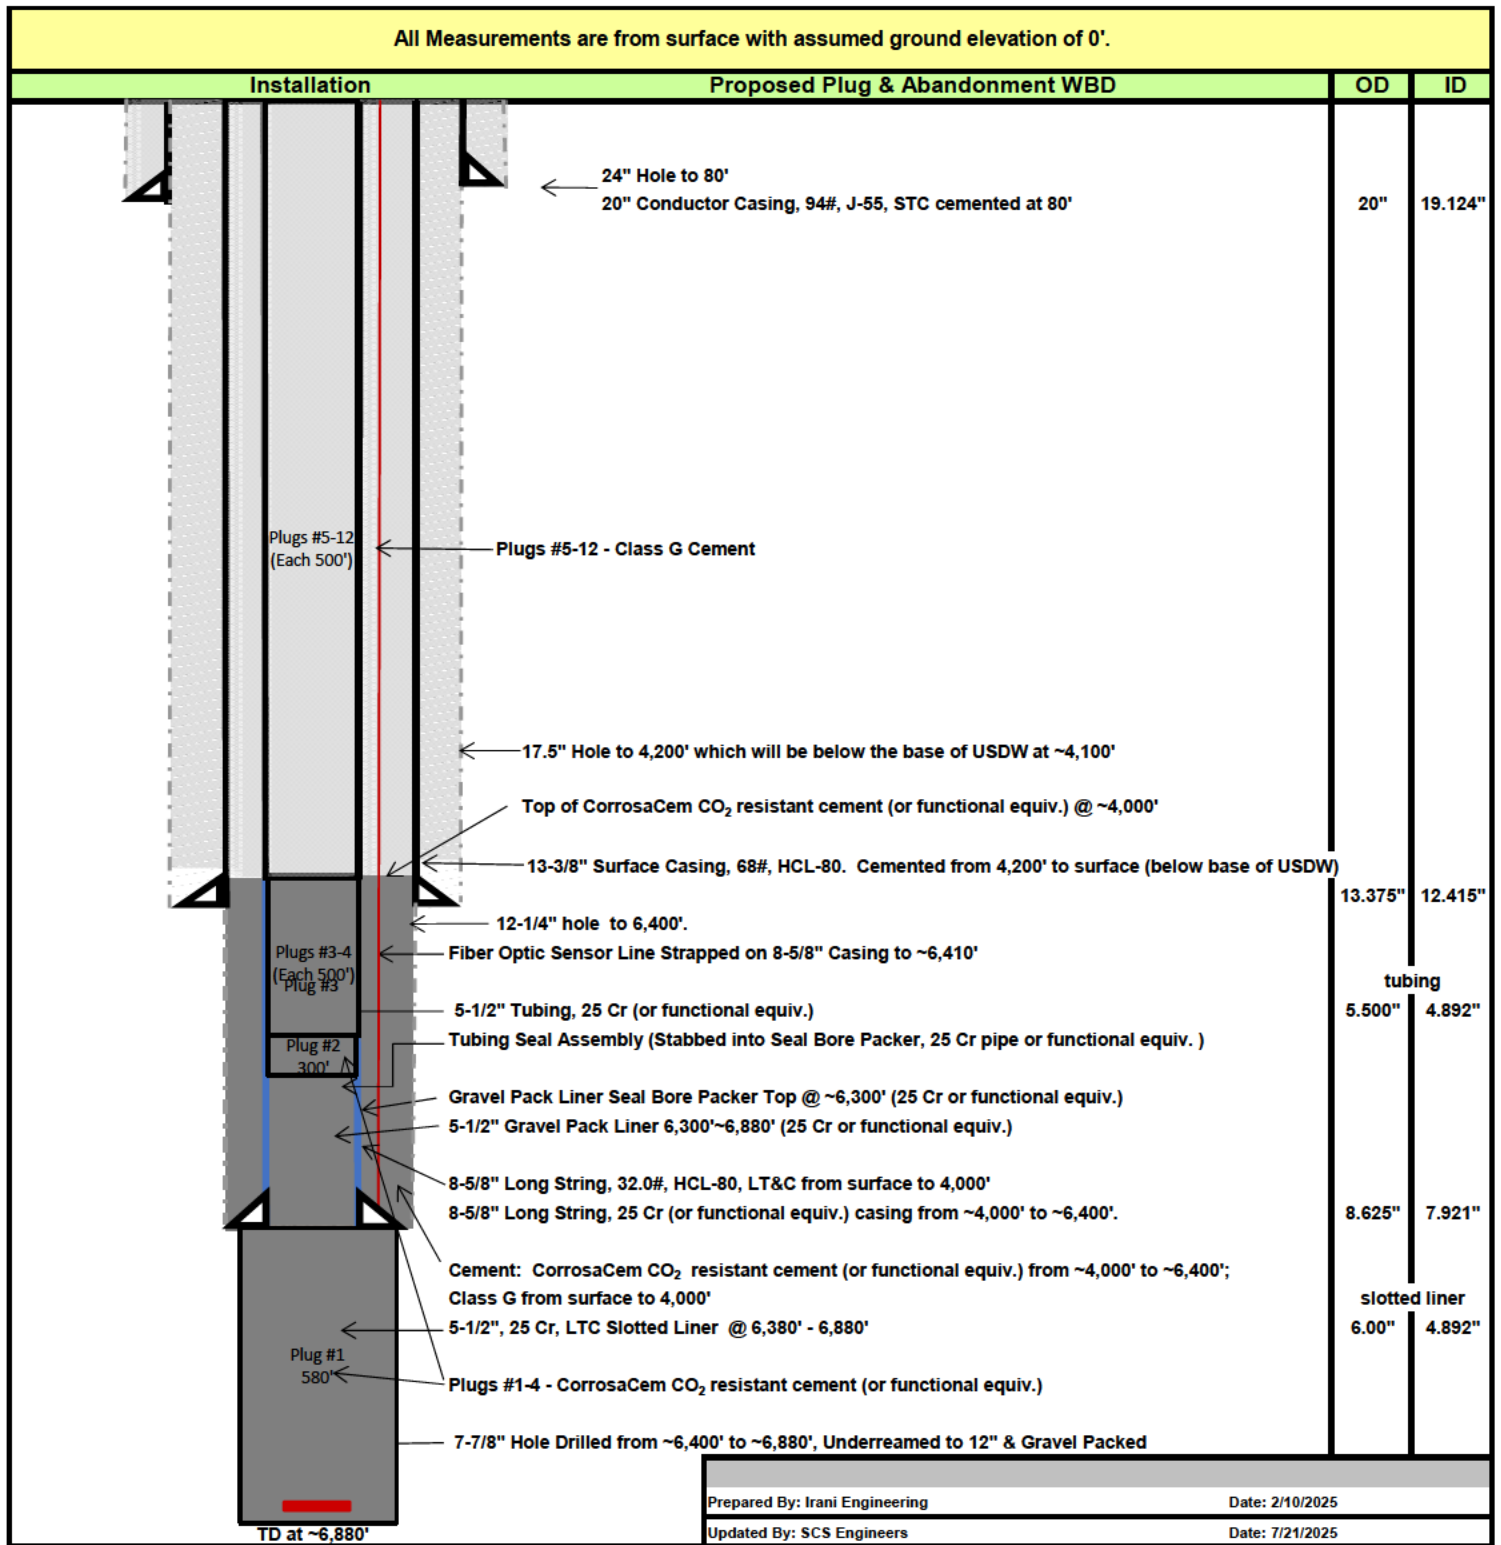 All Measurements are from surface with assumed ground elevation of 0'.
Installation
Proposed Plug & Abandonment WBD
OD
ID
24" Hole to 80'
20" Conductor Casing, 94#, J-55, STC cemented at 80'
20"
19.124"
Plugs #5-12
(Each 500')
Plugs #5-12 - Class G Cement
17.5" Hole to 4,200' which will be below the base of USDW at ~4,100'
Top of CorrosaCem CO₂ resistant cement (or functional equiv.) @ ~4,000'
13-3/8" Surface Casing, 68#, HCL-80. Cemented from 4,200' to surface (below base of USDW)
13.375"
12.415"
12-1/4" hole to 6,400'.
Plugs #3-4
(Each 500')
Plug #3
Fiber Optic Sensor Line Strapped on 8-5/8" Casing to ~6,410'
tubing
5-1/2" Tubing, 25 Cr (or functional equiv.)
5.500"
4.892"
Plug #2
300'
Tubing Seal Assembly (Stabbed into Seal Bore Packer, 25 Cr pipe or functional equiv. )
Gravel Pack Liner Seal Bore Packer Top @ ~6,300' (25 Cr or functional equiv.)
5-1/2" Gravel Pack Liner 6,300'~6,880' (25 Cr or functional equiv.)
8-5/8" Long String, 32.0#, HCL-80, LT&C from surface to 4,000'
8-5/8" Long String, 25 Cr (or functional equiv.) casing from ~4,000' to ~6,400'.
8.625"
7.921"
Cement: CorrosaCem CO₂ resistant cement (or functional equiv.) from ~4,000' to ~6,400';
Class G from surface to 4,000'
slotted liner
5-1/2", 25 Cr, LTC Slotted Liner @ 6,380' - 6,880'
6.00"
4.892"
Plug #1
580'
Plugs #1-4 - CorrosaCem CO₂ resistant cement (or functional equiv.)
7-7/8" Hole Drilled from ~6,400' to ~6,880', Underreamed to 12" & Gravel Packed
TD at ~6,880'
Prepared By: Irani Engineering
Date: 2/10/2025
Updated By: SCS Engineers
Date: 7/21/2025